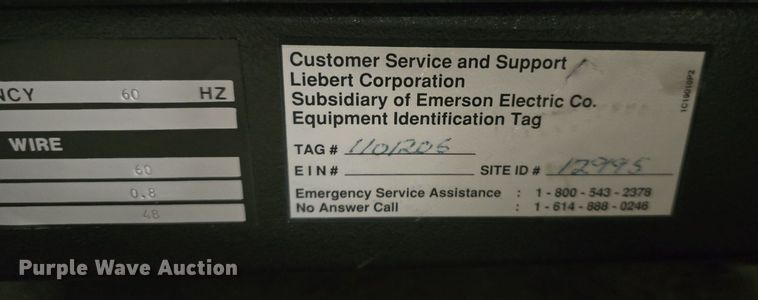 NCY 60 HZ
WIRE
60
0.8
48
Customer Service and Support
Liebert Corporation
Subsidiary of Emerson Electric Co.
Equipment Identification Tag
TAG # 1101206
EIN#
SITE ID # 12995
Emergency Service Assistance : 1 - 800 - 543 - 2378
No Answer Call : 1 - 614 - 888 - 0246
1C19018P2
Purple Wave Auction